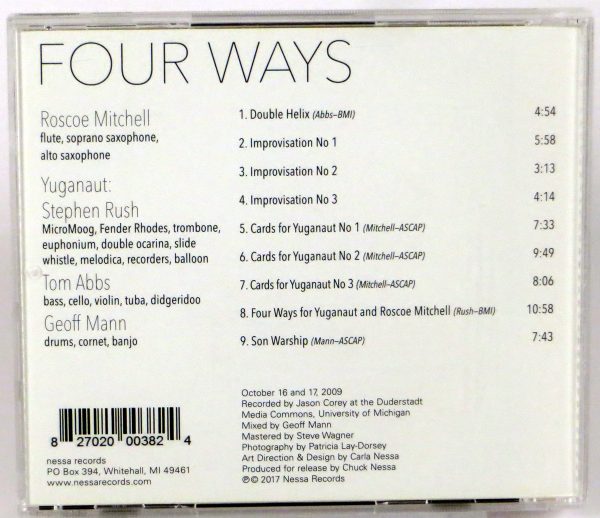 FOUR WAYS
Roscoe Mitchell
flute, soprano saxophone,
alto saxophone
Yuganaut:
Stephen Rush
MicroMoog, Fender Rhodes, trombone,
euphonium, double ocarina, slide
whistle, melodica, recorders, balloon
Tom Abbs
bass, cello, violin, tuba, didgeridoo
Geoff Mann
drums, cornet, banjo
1. Double Helix (Abbs–BMI) 4:54
2. Improvisation No 1 5:58
3. Improvisation No 2 3:13
4. Improvisation No 3 4:14
5. Cards for Yuganaut No 1 (Mitchell–ASCAP) 7:33
6. Cards for Yuganaut No 2 (Mitchell–ASCAP) 9:49
7. Cards for Yuganaut No 3 (Mitchell–ASCAP) 8:06
8. Four Ways for Yuganaut and Roscoe Mitchell (Rush–BMI) 10:58
9. Son Warship (Mann–ASCAP) 7:43
8 27020 00382 4
nessa records
PO Box 394, Whitehall, MI 49461
www.nessarecords.com
October 16 and 17, 2009
Recorded by Jason Corey at the Duderstadt
Media Commons, University of Michigan
Mixed by Geoff Mann
Mastered by Steve Wagner
Photography by Patricia Lay-Dorsey
Art Direction & Design by Carla Nessa
Produced for release by Chuck Nessa
℗ © 2017 Nessa Records